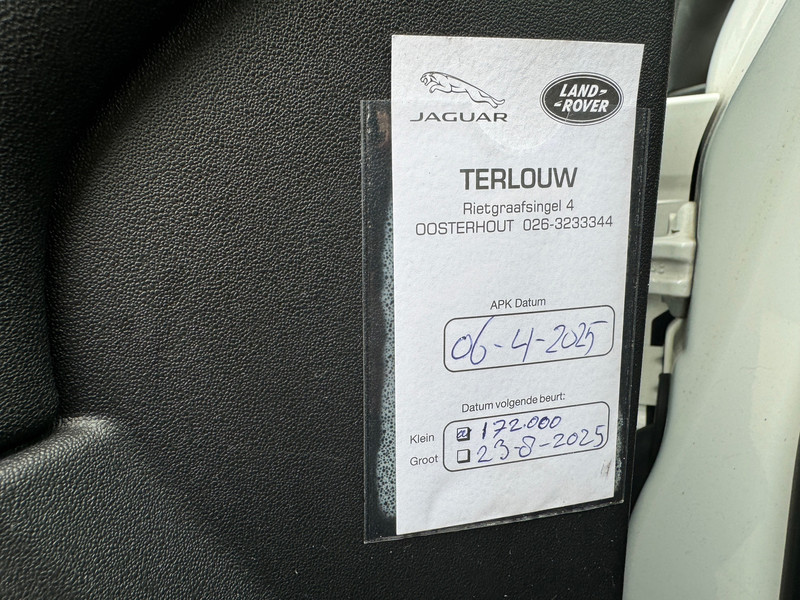 JAGUAR
LAND-
-ROVER
TERLOUW
Rietgraafsingel 4
OOSTERHOUT 026-3233344
APK Datum
06-4-2025
Datum volgende beurt:
Klein 172.000
Groot 23-8-2025